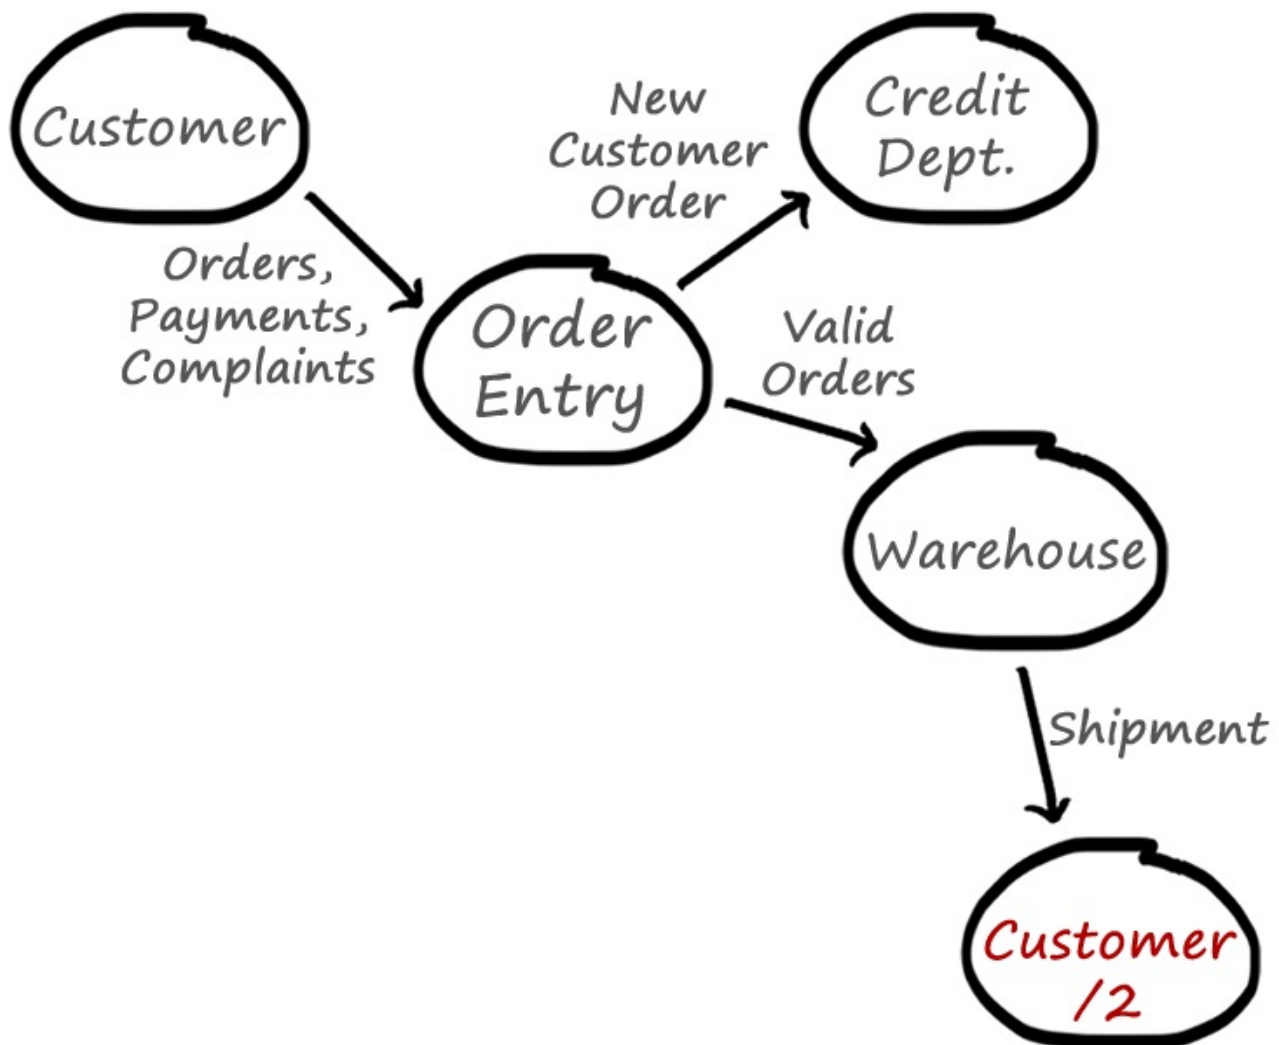 Customer
Orders,
Payments,
Complaints
Order
Entry
New
Customer
Order
Credit
Dept.
Valid
Orders
Warehouse
Shipment
Customer
/2